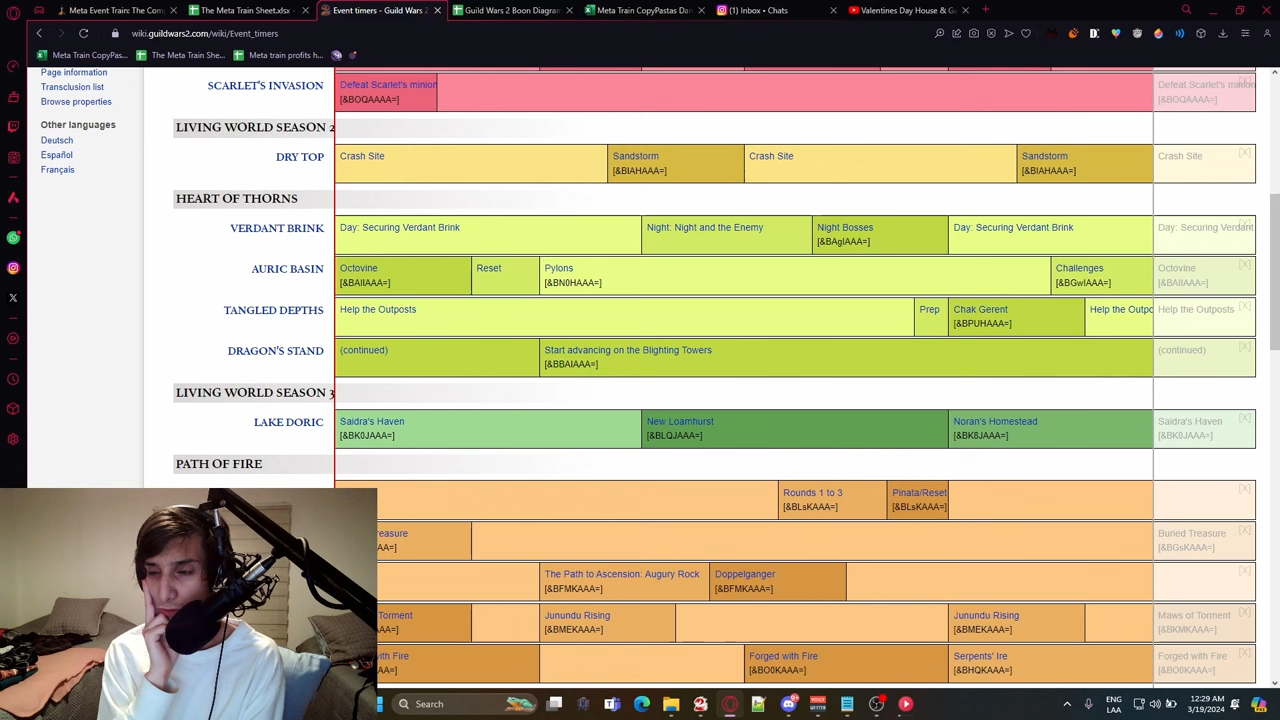 Meta Event Train: The Com
The Meta Train Sheet.xlsx -
Event timers - Guild Wars 2
Guild Wars 2 Boon Diagram
Meta Train CopyPastas Dan
(1) Inbox • Chats
Valentines Day House & Ga
wiki.guildwars2.com/wiki/Event_timers
Meta Train CopyPas...
The Meta Train She...
Meta train profits h...
Page information
Transclusion list
Browse properties
Other languages
Deutsch
Español
Français
SCARLET'S INVASION
Defeat Scarlet's minion
[&BOQAAAA=]
[X]
Defeat Scarlet's minion
[&BOQAAAA=]
LIVING WORLD SEASON 2
DRY TOP
Crash Site
Sandstorm
[&BIAHAAA=]
Crash Site
Sandstorm
[&BIAHAAA=]
Crash Site
[X]
HEART OF THORNS
VERDANT BRINK
Day: Securing Verdant Brink
Night: Night and the Enemy
Night Bosses
[&BAgIAAA=]
Day: Securing Verdant Brink
Day: Securing Verdant
[X]
AURIC BASIN
Octovine
[&BAIIAAA=]
Reset
Pylons
[&BN0HAAA=]
Challenges
[&BGwIAAA=]
Octovine
[&BAIIAAA=]
[X]
TANGLED DEPTHS
Help the Outposts
Prep
Chak Gerent
[&BPUHAAA=]
Help the Outpo
Help the Outposts
[X]
DRAGON'S STAND
(continued)
Start advancing on the Blighting Towers
[&BBAIAAA=]
(continued)
[X]
LIVING WORLD SEASON 3
LAKE DORIC
Saidra's Haven
[&BK0JAAA=]
New Loamhurst
[&BLQJAAA=]
Noran's Homestead
[&BK8JAAA=]
Saidra's Haven
[&BK0JAAA=]
[X]
PATH OF FIRE
Rounds 1 to 3
[&BLsKAAA=]
Pinata/Reset
[&BLsKAAA=]
[X]
reasure
AA=]
Buried Treasure
[&BGsKAAA=]
[X]
The Path to Ascension: Augury Rock
[&BFMKAAA=]
Doppelganger
[&BFMKAAA=]
[X]
Torment
AA=]
Junundu Rising
[&BMEKAAA=]
Junundu Rising
[&BMEKAAA=]
Maws of Torment
[&BKMKAAA=]
[X]
with Fire
AA=]
Forged with Fire
[&BO0KAAA=]
Serpents' Ire
[&BHQKAAA=]
Forged with Fire
[&BO0KAAA=]
[X]
Search
ENG
LAA
12:29 AM
3/19/2024